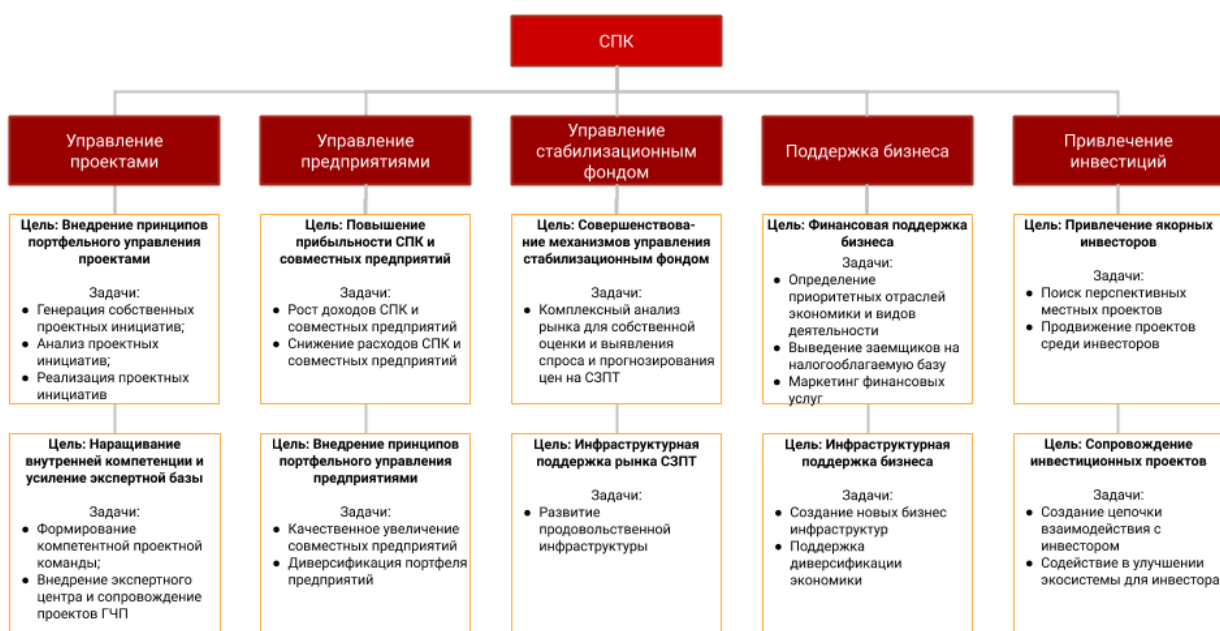 СПК
Управление
проектами
Управление
предприятиями
Управление
стабилизационным
фондом
Поддержка бизнеса
Привлечение
инвестиций
Цель: Внедрение принципов
портфельного управления
проектами
Задачи:
● Генерация собственных
проектных инициатив;
● Анализ проектных
инициатив;
● Реализация проектных
инициатив
Цель: Повышение
прибыльности СПК и
совместных предприятий
Задачи:
● Рост доходов СПК и
совместных предприятий
● Снижение расходов СПК и
совместных предприятий
Цель: Совершенствова-
ние механизмов управления
стабилизационным фондом
Задачи:
● Комплексный анализ
рынка для собственной
оценки и выявления
спроса и прогнозирования
цен на СЗПТ
Цель: Финансовая поддержка
бизнеса
Задачи:
● Определение
приоритетных отраслей
экономики и видов
деятельности
● Выведение заемщиков на
налогооблагаемую базу
● Маркетинг финансовых
услуг
Цель: Привлечение якорных
инвесторов
Задачи:
● Поиск перспективных
местных проектов
● Продвижение проектов
среди инвесторов
Цель: Наращивание
внутренней компетенции и
усиление экспертной базы
Задачи:
● Формирование
компетентной проектной
команды;
● Внедрение экспертного
центра и сопровождение
проектов ГЧП
Цель: Внедрение принципов
портфельного управления
предприятиями
Задачи:
● Качественное увеличение
совместных предприятий
● Диверсификация портфеля
предприятий
Цель: Инфраструктурная
поддержка рынка СЗПТ
Задачи:
● Развитие
продовольственной
инфраструктуры
Цель: Инфраструктурная
поддержка бизнеса
Задачи:
● Создание новых бизнес
инфраструктур
● Поддержка
диверсификации
экономики
Цель: Сопровождение
инвестиционных проектов
Задачи:
● Создание цепочки
взаимодействия с
инвестором
● Содействие в улучшении
экосистемы для инвестора